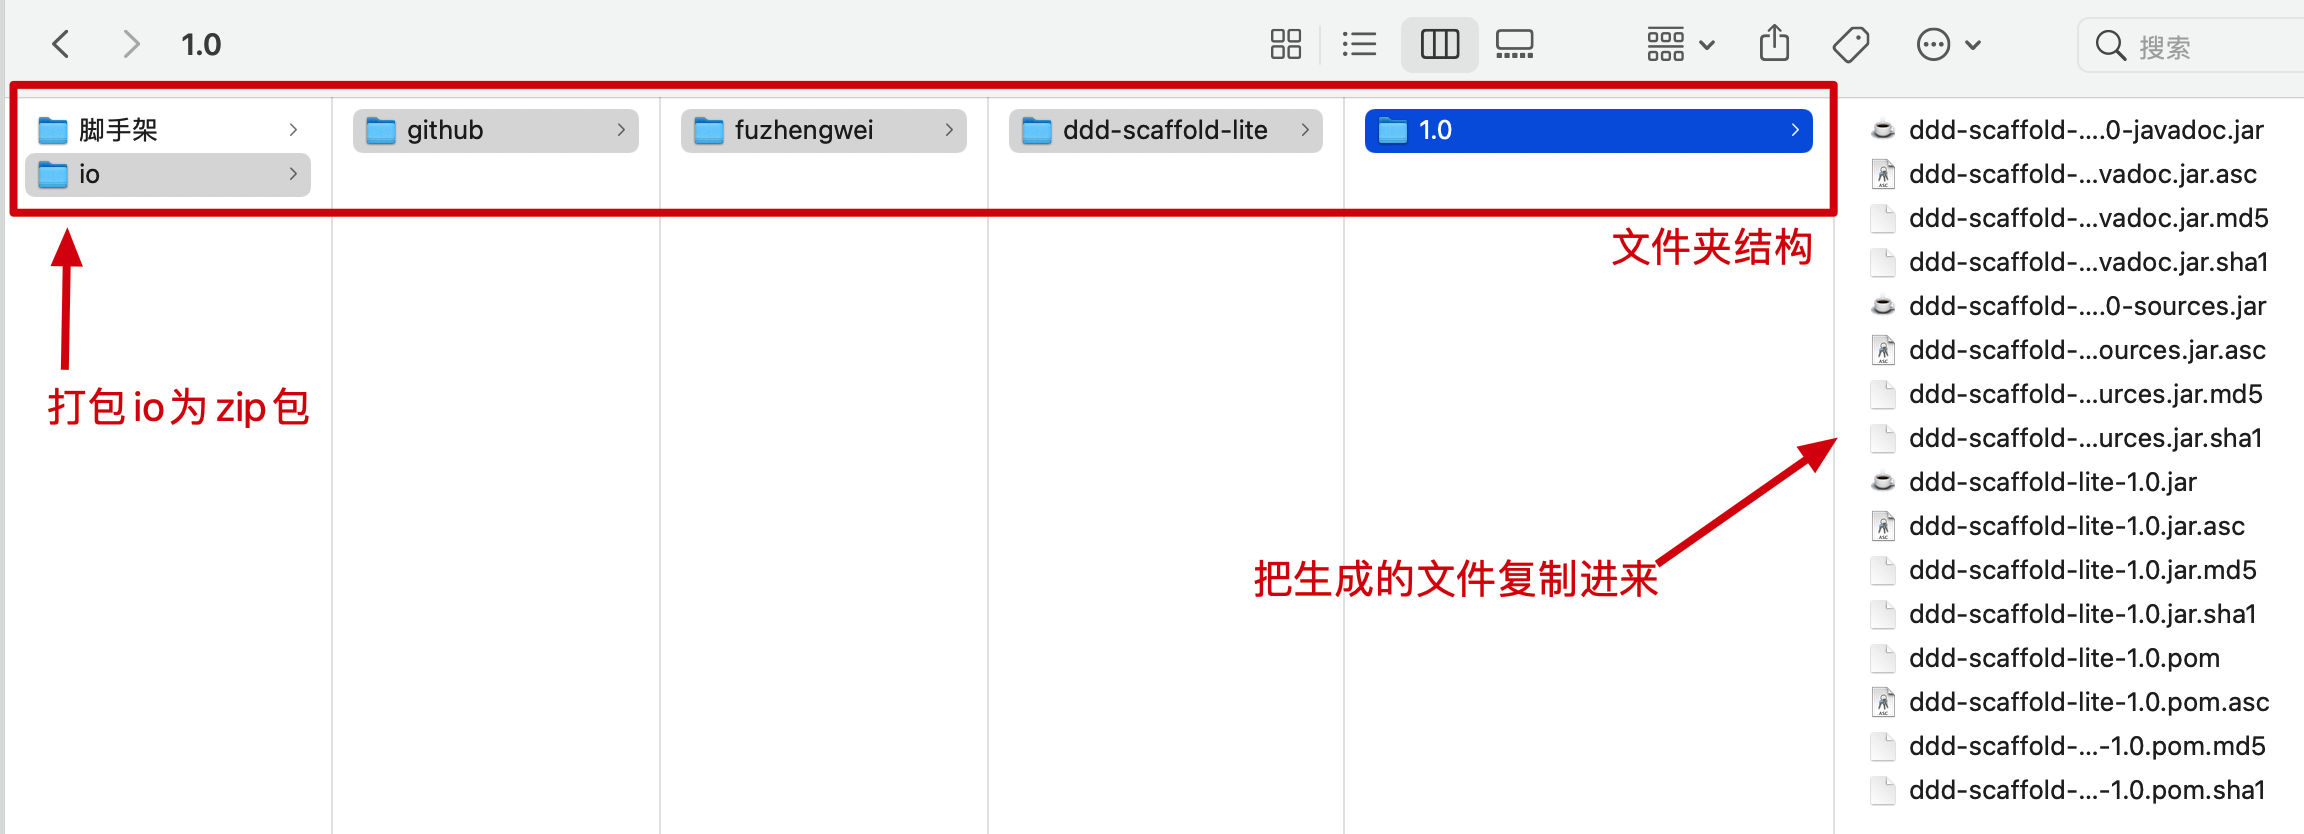 1.0
搜索
脚手架
io
github
fuzhengwei
ddd-scaffold-lite
1.0
文件夹结构
打包io为zip包
把生成的文件复制进来
ddd-scaffold-....0-javadoc.jar
ddd-scaffold-...vadoc.jar.asc
ddd-scaffold-...vadoc.jar.md5
ddd-scaffold-...vadoc.jar.sha1
ddd-scaffold-....0-sources.jar
ddd-scaffold-...ources.jar.asc
ddd-scaffold-...urces.jar.md5
ddd-scaffold-...urces.jar.sha1
ddd-scaffold-lite-1.0.jar
ddd-scaffold-lite-1.0.jar.asc
ddd-scaffold-lite-1.0.jar.md5
ddd-scaffold-lite-1.0.jar.sha1
ddd-scaffold-lite-1.0.pom
ddd-scaffold-lite-1.0.pom.asc
ddd-scaffold-...-1.0.pom.md5
ddd-scaffold-...-1.0.pom.sha1